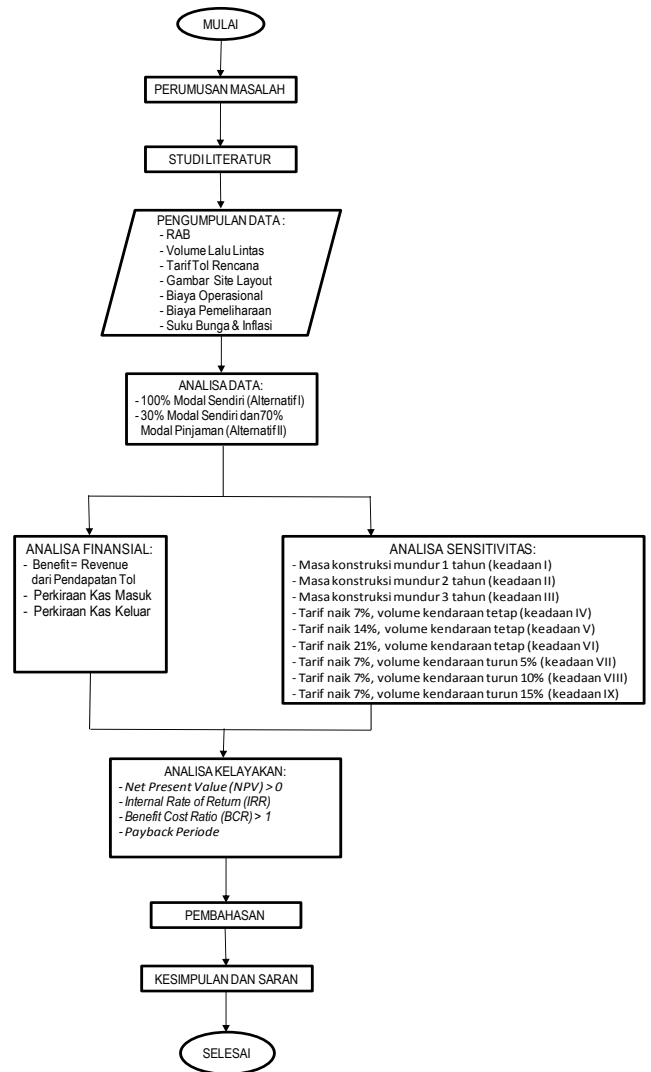 MULAI
PERUMUSAN MASALAH
STUDI LITERATUR
PENGUMPULAN DATA :
- RAB
- Volume Lalu Lintas
- Tarif Tol Rencana
- Gambar Site Layout
- Biaya Operasional
- Biaya Pemeliharaan
- Suku Bunga & Inflasi
ANALISA DATA:
- 100% Modal Sendiri (Alternatif I)
- 30% Modal Sendiri dan 70%
Modal Pinjaman (Alternatif II)
ANALISA FINANSIAL:
- Benefit = Revenue
dari Pendapatan Tol
- Perkiraan Kas Masuk
- Perkiraan Kas Keluar
ANALISA SENSITIVITAS:
- Masa konstruksi mundur 1 tahun (keadaan I)
- Masa konstruksi mundur 2 tahun (keadaan II)
- Masa konstruksi mundur 3 tahun (keadaan III)
- Tarif naik 7%, volume kendaraan tetap (keadaan IV)
- Tarif naik 14%, volume kendaraan tetap (keadaan V)
- Tarif naik 21%, volume kendaraan tetap (keadaan VI)
- Tarif naik 7%, volume kendaraan turun 5% (keadaan VII)
- Tarif naik 7%, volume kendaraan turun 10% (keadaan VIII)
- Tarif naik 7%, volume kendaraan turun 15% (keadaan IX)
ANALISA KELAYAKAN:
- Net Present Value (NPV) > 0
- Internal Rate of Return (IRR)
- Benefit Cost Ratio (BCR) > 1
- Payback Periode
PEMBAHASAN
KESIMPULAN DAN SARAN
SELESAI